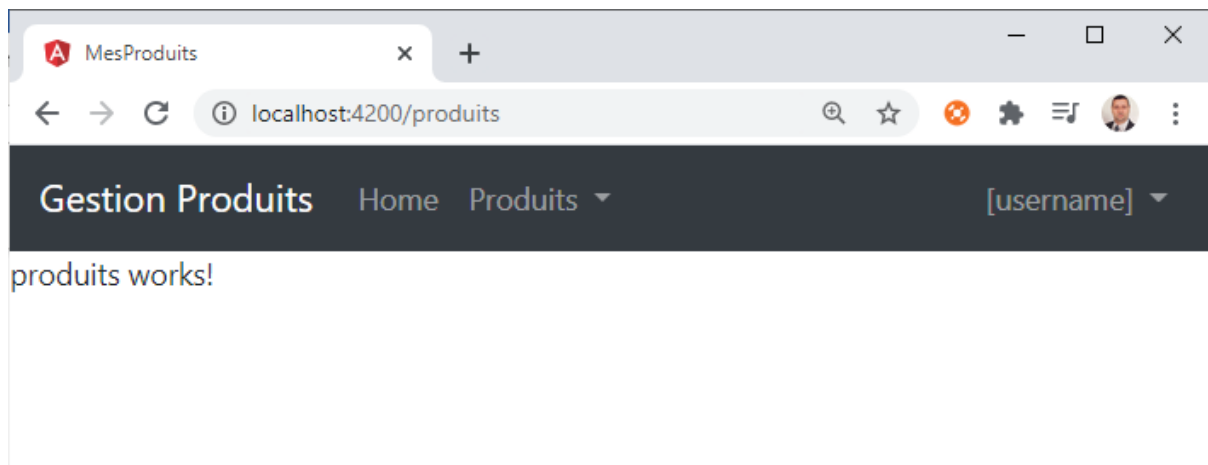 MesProduits
localhost:4200/produits
Gestion Produits Home Produits [username]
produits works!